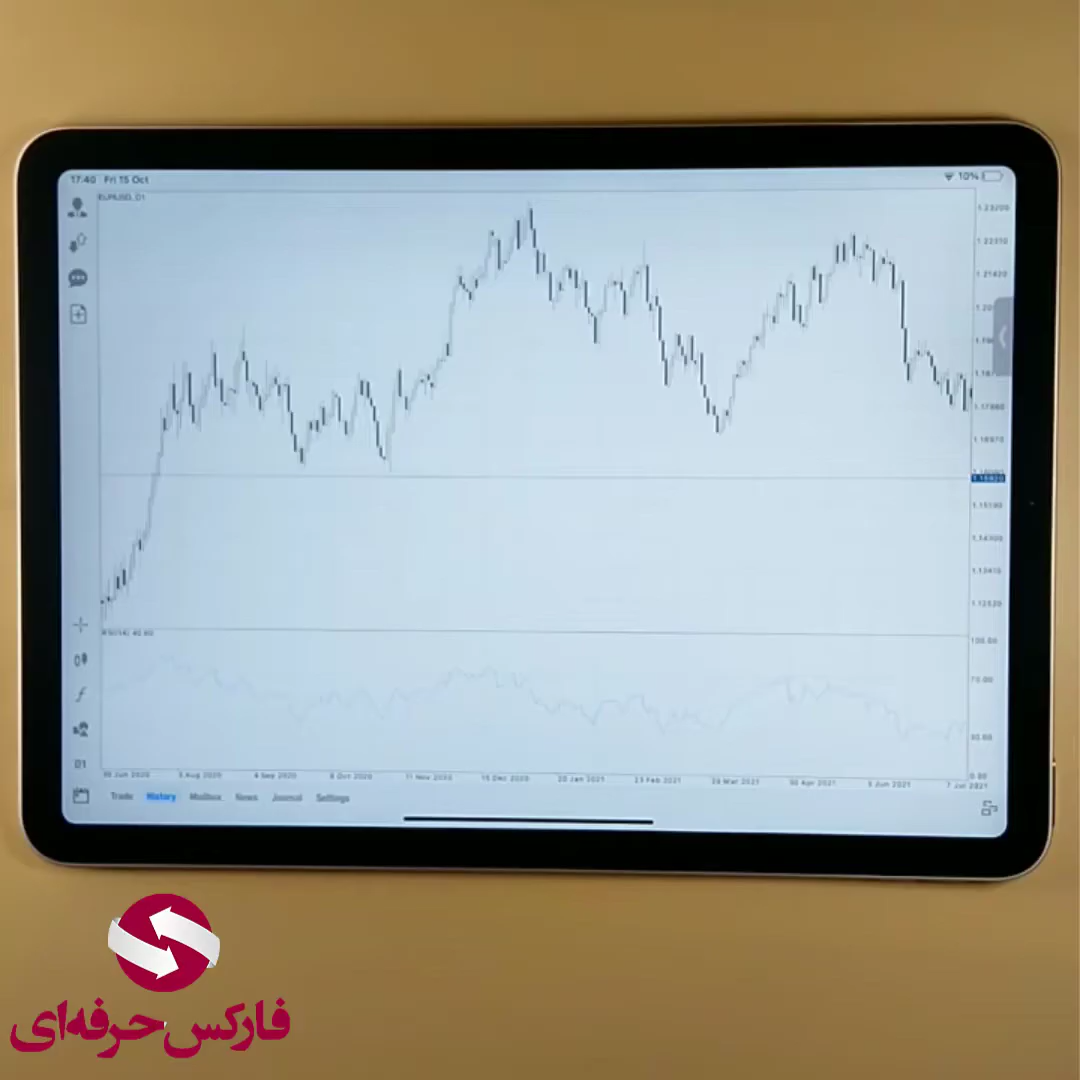 17:40 Fri 15 Oct
10%
EURUSD, D1
1.23200
1.22310
1.21420
1.17860
1.16970
1.15190
1.14300
1.13410
1.12520
RSI(14) 40.60
100.00
70.00
30.00
0.00
30 Jun 2020 3 Aug 2020 4 Sep 2020 8 Oct 2020 11 Nov 2020 15 Dec 2020 20 Jan 2021 23 Feb 2021 29 Mar 2021 30 Apr 2021 3 Jun 2021 7 Jul 2021
D1
Trade History Mailbox News Journal Settings
فارکس حرفه‌ای